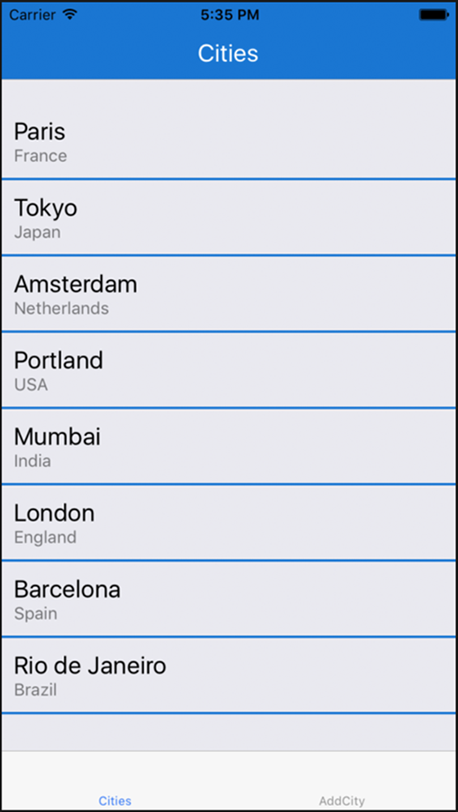 Carrier 5:35 PM
Cities
Paris
France
Tokyo
Japan
Amsterdam
Netherlands
Portland
USA
Mumbai
India
London
England
Barcelona
Spain
Rio de Janeiro
Brazil
Cities AddCity